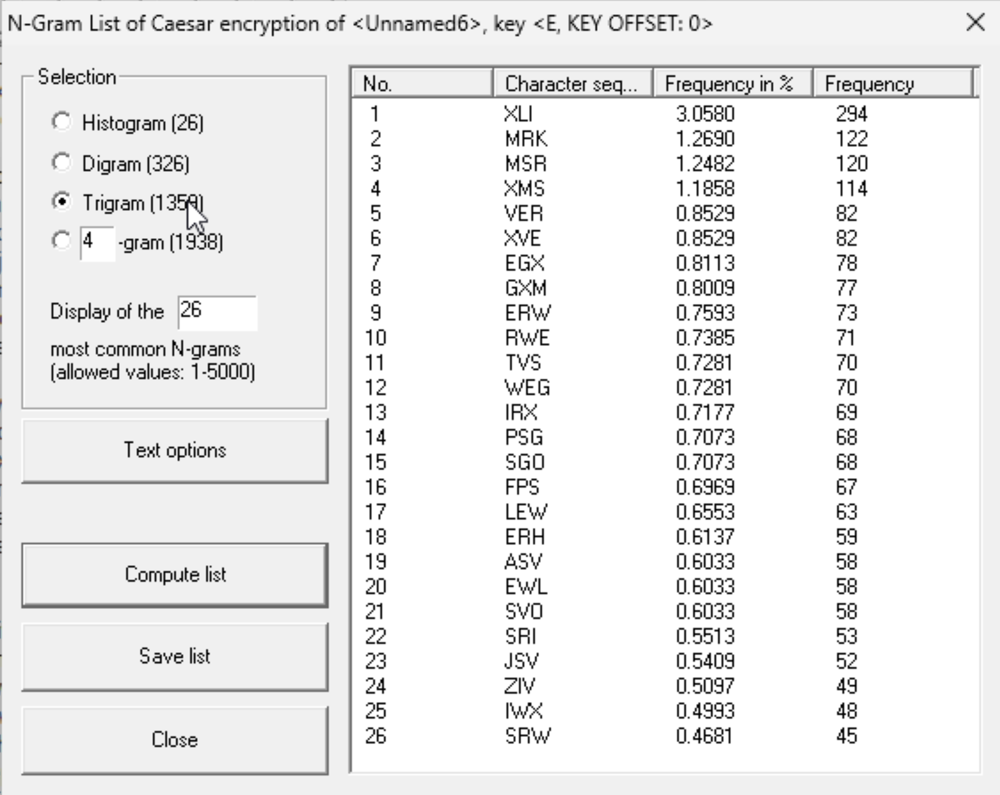 N-Gram List of Caesar encryption of <Unnamed6>, key <E, KEY OFFSET: 0>
Selection
Histogram (26)
Digram (326)
Trigram (1359)
4 -gram (1938)
Display of the 26
most common N-grams
(allowed values: 1-5000)
Text options
Compute list
Save list
Close
No. Character seq... Frequency in % Frequency
1 XLI 3.0580 294
2 MRK 1.2690 122
3 MSR 1.2482 120
4 XMS 1.1858 114
5 VER 0.8529 82
6 XVE 0.8529 82
7 EGX 0.8113 78
8 GXM 0.8009 77
9 ERW 0.7593 73
10 RWE 0.7385 71
11 TVS 0.7281 70
12 WEG 0.7281 70
13 IRX 0.7177 69
14 PSG 0.7073 68
15 SGO 0.7073 68
16 FPS 0.6969 67
17 LEW 0.6553 63
18 ERH 0.6137 59
19 ASV 0.6033 58
20 EWL 0.6033 58
21 SVO 0.6033 58
22 SRI 0.5513 53
23 JSV 0.5409 52
24 ZIV 0.5097 49
25 IWX 0.4993 48
26 SRW 0.4681 45